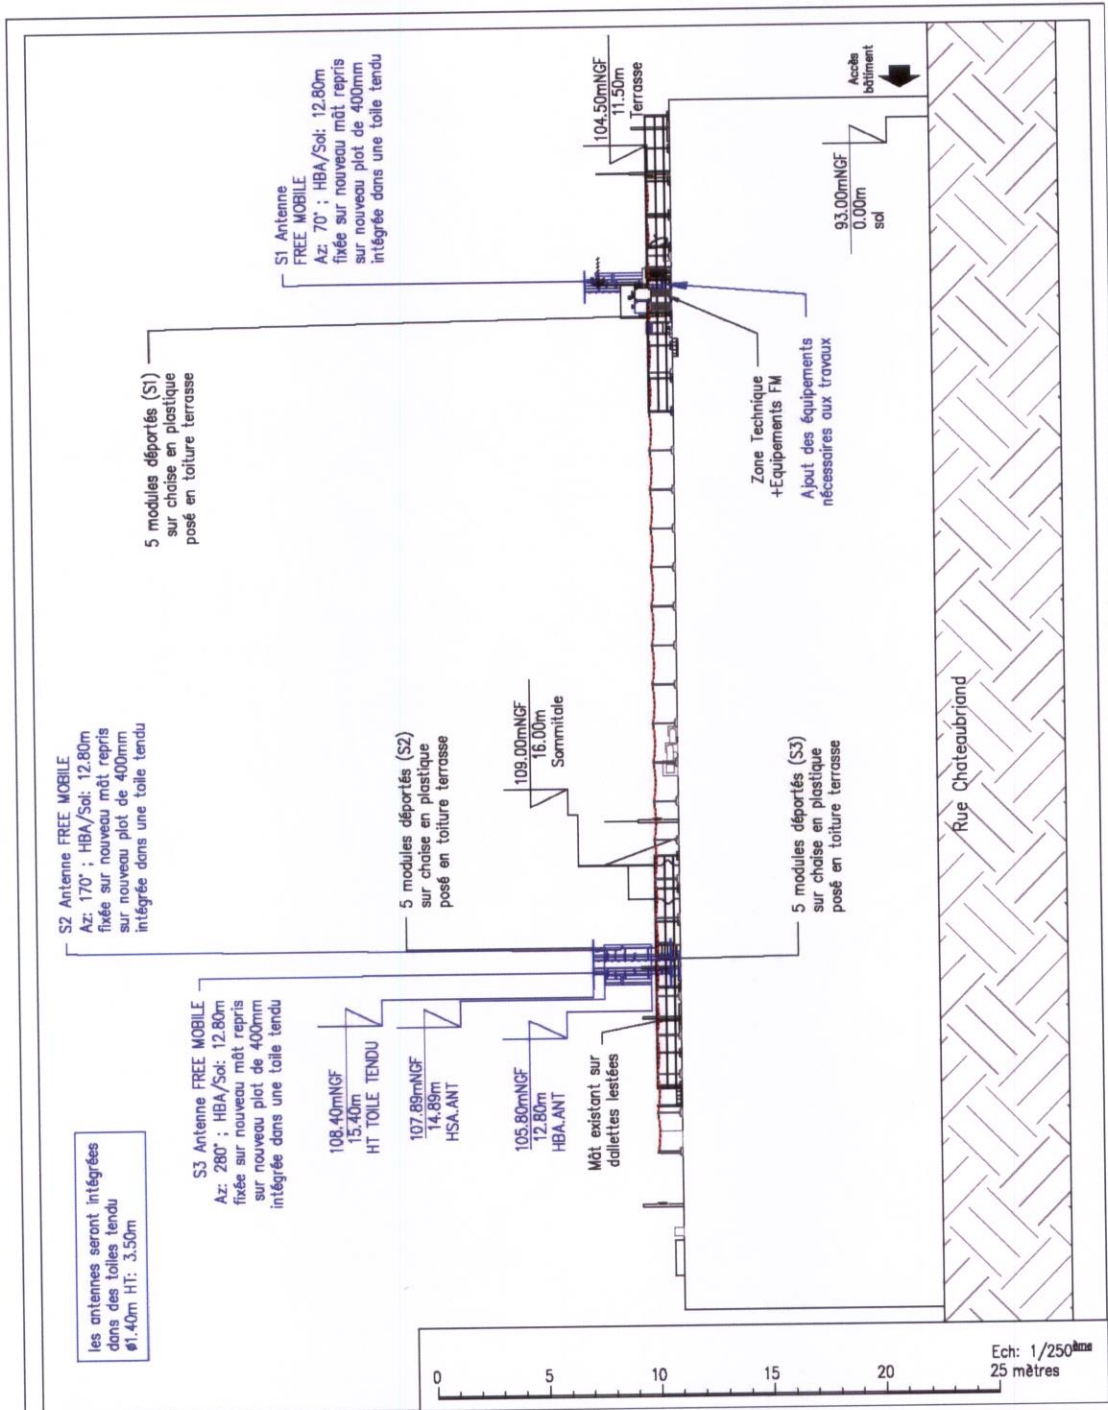 les antennes seront intégrées
dans des toiles tendu
ø1.40m HT: 3.50m
S2 Antenne FREE MOBILE
Az: 170° ; HBA/Sol: 12.80m
fixée sur nouveau mât repris
sur nouveau plot de 400mm
intégrée dans une toile tendu
S3 Antenne FREE MOBILE
Az: 280° ; HBA/Sol: 12.80m
fixée sur nouveau mât repris
sur nouveau plot de 400mm
intégrée dans une toile tendu
5 modules déportés (S1)
sur chaise en plastique
posé en toiture terrasse
S1 Antenne
FREE MOBILE
Az: 70° ; HBA/Sol: 12.80m
fixée sur nouveau mât repris
sur nouveau plot de 400mm
intégrée dans une toile tendu
108.40mNGF
15.40m
HT TOILE TENDU
107.89mNGF
14.89m
HSA.ANT
105.80mNGF
12.80m
HBA.ANT
5 modules déportés (S2)
sur chaise en plastique
posé en toiture terrasse
109.00mNGF
16.00m
Sommitale
104.50mNGF
11.50m
Terrasse
Mât existant sur
dallettes lestées
5 modules déportés (S3)
sur chaise en plastique
posé en toiture terrasse
Zone Technique
+Equipements FM
Ajout des équipements
nécessaires aux travaux
93.00mNGF
0.00m
sol
Accès
bâtiment
Rue Chateaubriand
0 5 10 15 20 25 mètres
Ech: 1/250ème